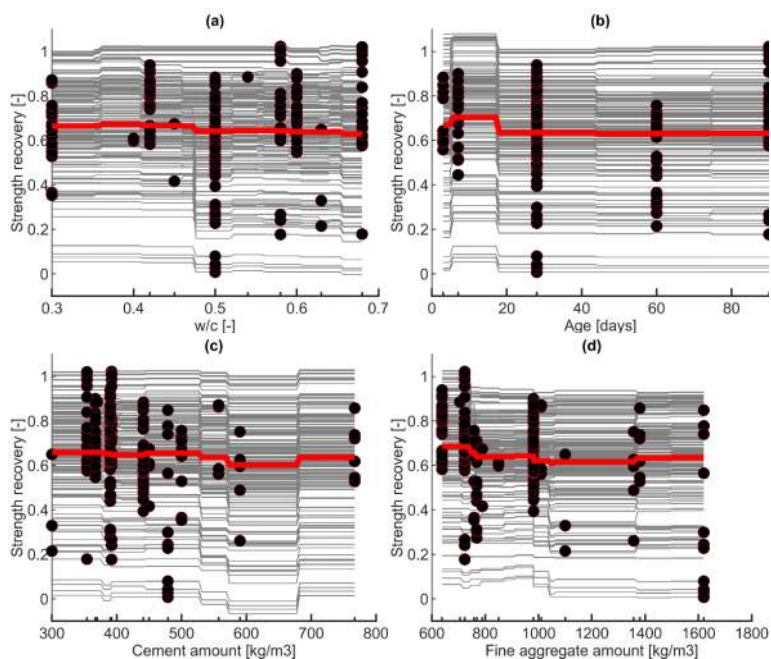 (a)
Strength recovery [-]
1
0.8
0.6
0.4
0.2
0
0.3 0.4 0.5 0.6 0.7
w/c [-]
(b)
Strength recovery [-]
1
0.8
0.6
0.4
0.2
0
0 20 40 60 80
Age [days]
(c)
Strength recovery [-]
1
0.8
0.6
0.4
0.2
0
300 400 500 600 700 800
Cement amount [kg/m3]
(d)
Strength recovery [-]
1
0.8
0.6
0.4
0.2
0
600 800 1000 1200 1400 1600 1800
Fine aggregate amount [kg/m3]